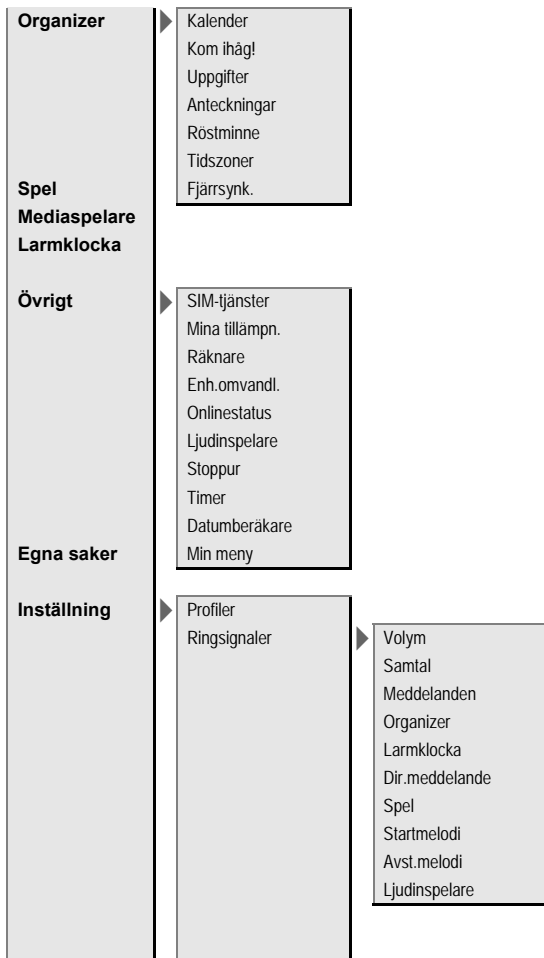 Organizer
Kalender
Kom ihåg!
Uppgifter
Anteckningar
Röstminne
Tidszoner
Fjärrsynk.
Spel
Mediaspelare
Larmklocka
Övrigt
SIM-tjänster
Mina tillämpn.
Räknare
Enh.omvandl.
Onlinestatus
Ljudinspelare
Stoppur
Timer
Datumberäkare
Min meny
Egna saker
Inställning
Profiler
Ringsignaler
Volym
Samtal
Meddelanden
Organizer
Larmklocka
Dir.meddelande
Spel
Startmelodi
Avst.melodi
Ljudinspelare